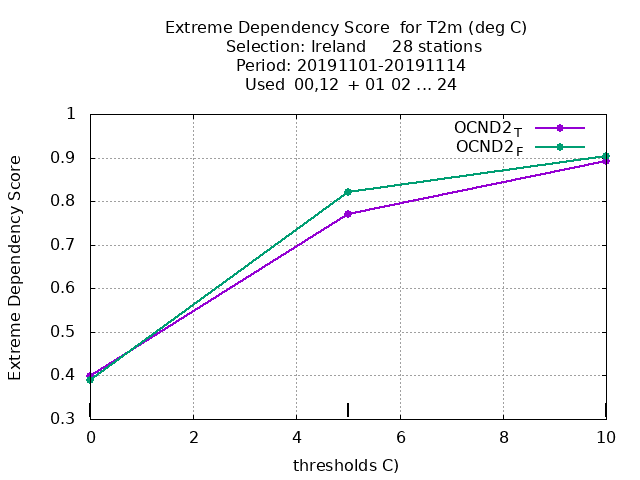 Extreme Dependency Score  for T2m (deg C)
Selection: Ireland     28 stations
Period: 20191101-20191114
Used  00,12  + 01 02 ... 24
1
0.9
0.8
0.7
0.6
0.5
0.4
0.3
Extreme Dependency Score
OCND2_T
OCND2_F
0 2 4 6 8 10
thresholds C)